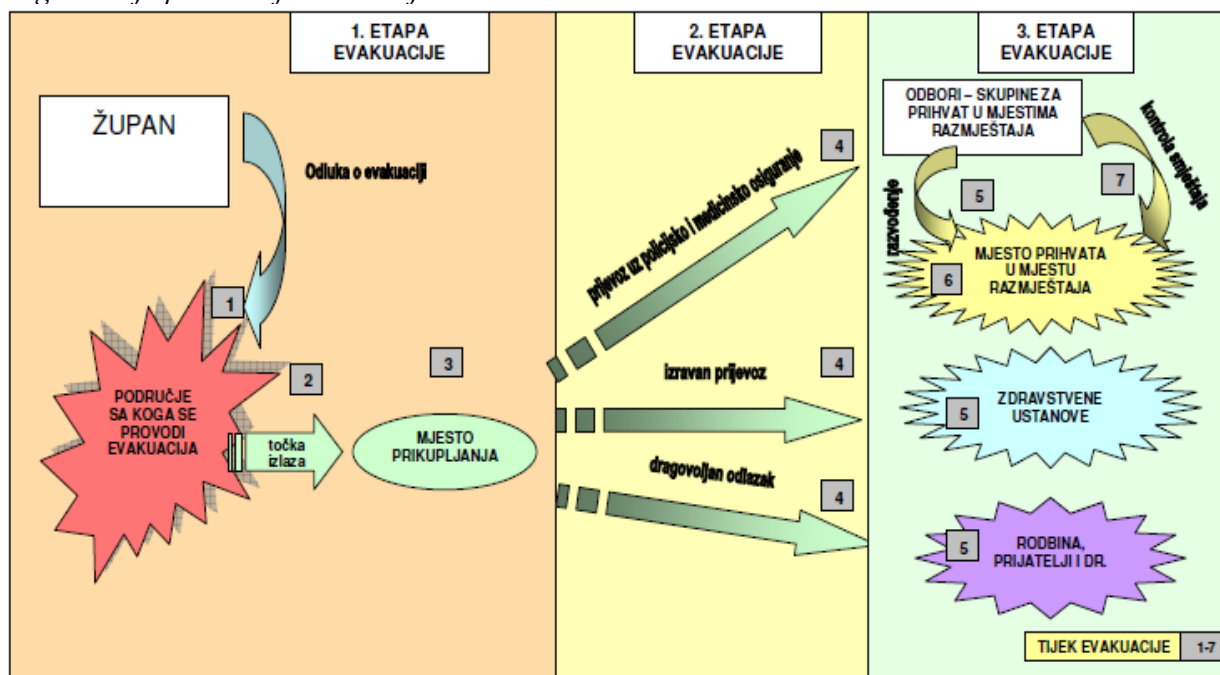 1. ETAPA
EVAKUACIJE
ŽUPAN
Odluka o evakuaciji
1
2
3
PODRUČJE
SA KOGA SE
PROVODI
EVAKUACIJA
točka
izlaza
MJESTO
PRIKUPLJANJA
2. ETAPA
EVAKUACIJE
4
prijevoz uz policijsko i medicinsko osiguranje
izravan prijevoz
4
dragovoljan odlazak
4
3. ETAPA
EVAKUACIJE
ODBORI – SKUPINE ZA
PRIHVAT U MJESTIMA
RAZMJEŠTAJA
kontrola smještaja
7
5
razvođenje
MJESTO PRIHVATA
U MJESTU
RAZMJEŠTAJA
6
ZDRAVSTVENE
USTANOVE
5
5
RODBINA,
PRIJATELJI I DR.
TIJEK EVAKUACIJE 1-7